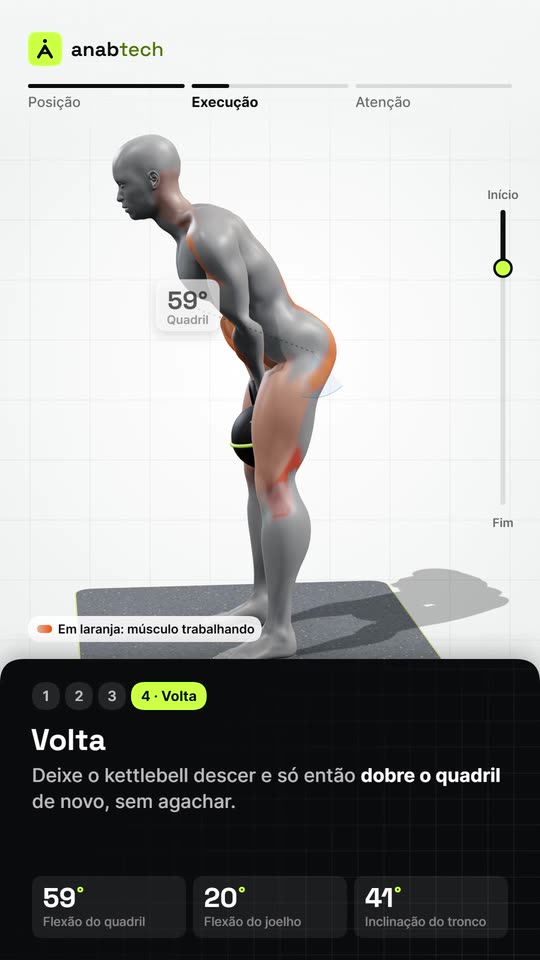 anabtech
Posição
Execução
Atenção
Início
59°
Quadril
Fim
Em laranja: músculo trabalhando
1
2
3
4 · Volta
Volta
Deixe o kettlebell descer e só então dobre o quadril
de novo, sem agachar.
59°
20°
41°
Flexão do quadril
Flexão do joelho
Inclinação do tronco